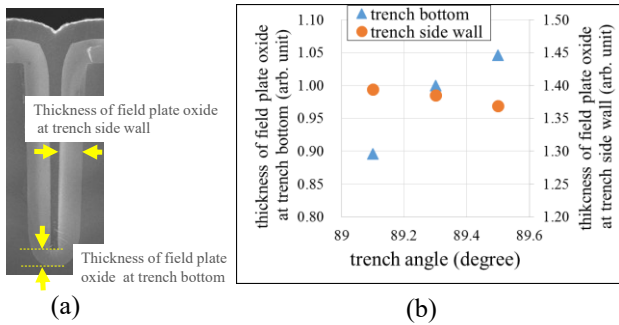 (a)
Thickness of field plate oxide
at trench side wall
Thickness of field plate
oxide at trench bottom
(a)
(b)
trench bottom
trench side wall
thickness of field plate oxide
at trench bottom (arb. unit)
1.10
1.05
1.00
0.95
0.90
0.85
0.80
1.50
1.45
1.40
1.35
1.30
1.25
1.20
thikcness of field plate oxide
at trench side wall (arb. unit)
89
89.2
89.4
89.6
trench angle (degree)
(b)